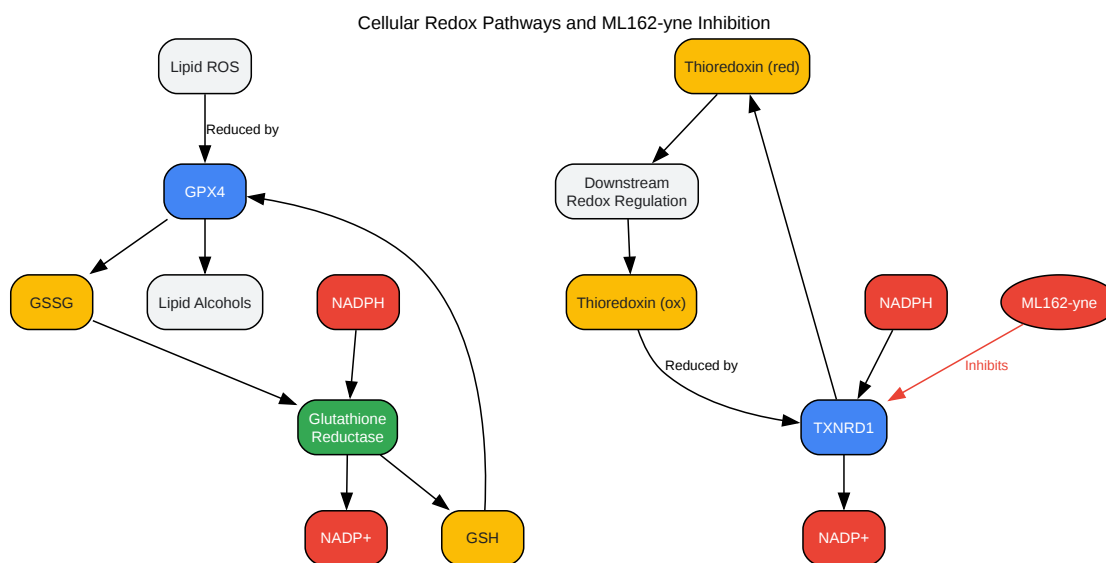 Cellular Redox Pathways and ML162-yne Inhibition
Lipid ROS
Thioredoxin (red)
Reduced by
GPX4
Downstream
Redox Regulation
GSSG
Lipid Alcohols
NADPH
Thioredoxin (ox)
NADPH
ML162-yne
Reduced by
Inhibits
Glutathione
Reductase
TXNRD1
NADP+
GSH
NADP+